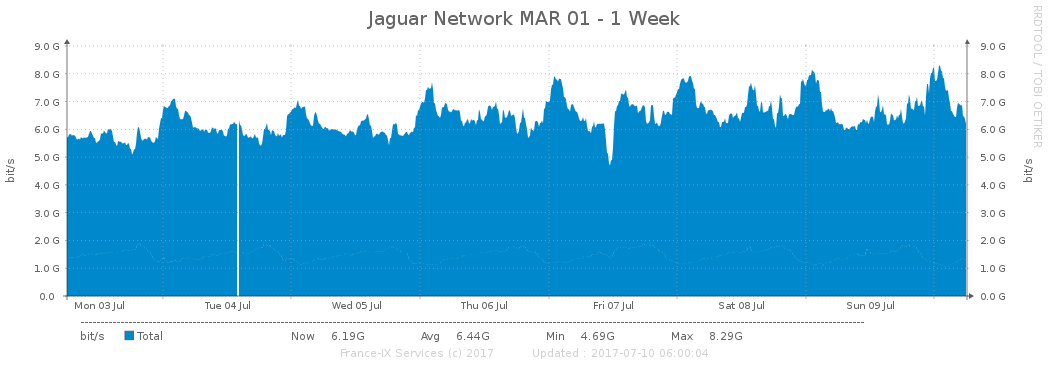 Jaguar Network MAR 01 - 1 Week
RRDTOOL / TOBI OETIKER
bit/s
9.0 G 9.0 G
8.0 G 8.0 G
7.0 G 7.0 G
6.0 G 6.0 G
5.0 G 5.0 G
4.0 G 4.0 G
3.0 G 3.0 G
2.0 G 2.0 G
1.0 G 1.0 G
0.0 0.0 G
bit/s
Mon 03 Jul Tue 04 Jul Wed 05 Jul Thu 06 Jul Fri 07 Jul Sat 08 Jul Sun 09 Jul
bit/s Total Now 6.19G Avg 6.44G Min 4.69G Max 8.29G
France-IX Services (c) 2017 Updated : 2017-07-10 06:00:04